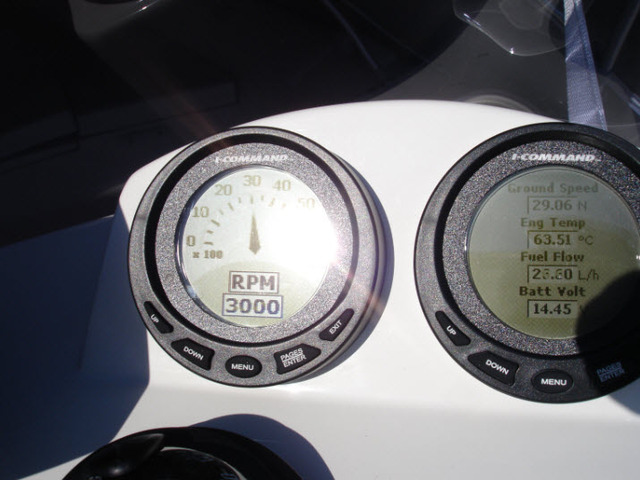 I-COMMAND
0 10 20 30 40 50
x 100
RPM
3000
UP
DOWN
MENU
PAGES ENTER
EXIT
I-COMMAND
Ground Speed
29.06 N
Eng Temp
63.51 °C
Fuel Flow
L/h
Batt Volt
14.45
UP
DOWN
MENU
PAGES
ENTER